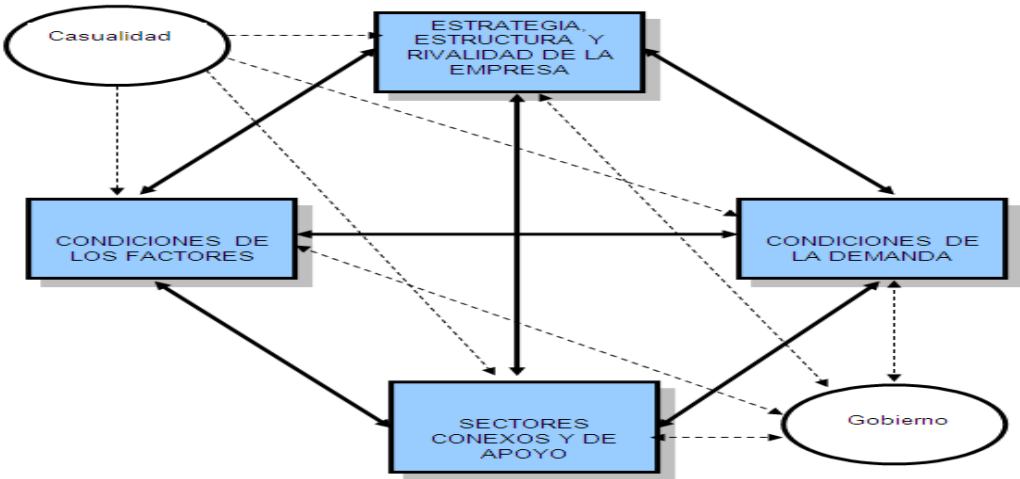 Casualidad
ESTRATEGIA,
ESTRUCTURA Y
RIVALIDAD DE LA
EMPRESA
CONDICIONES DE
LOS FACTORES
CONDICIONES DE
LA DEMANDA
SECTORES
CONEXOS Y DE
APOYO
Gobierno